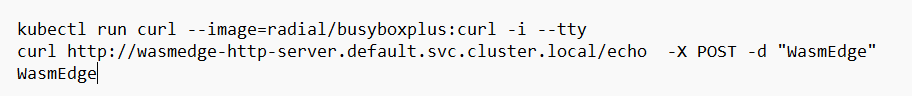 kubectl run curl --image=radial/busyboxplus:curl -i --tty
curl http://wasmedge-http-server.default.svc.cluster.local/echo  -X POST -d "WasmEdge"
WasmEdge